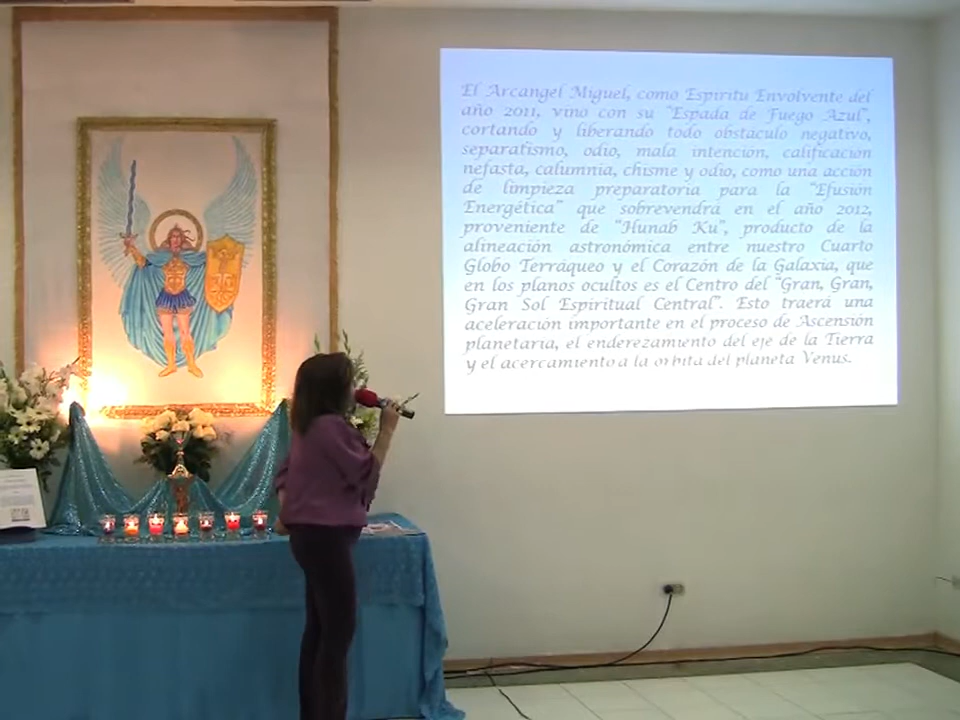 El Arcangel Miguel, como Espíritu Envolvente del
año 2011, vino con su "Espada de Fuego Azul",
cortando y liberando todo obstáculo negativo,
separatismo, odio, mala intención, calificación
nefasta, calumnia, chisme y odio, como una acción
de limpieza preparatoria para la "Efusión
Energética" que sobrevendrá en el año 2012,
proveniente de "Hunab Ku", producto de la
alineación astronómica entre nuestro Cuarto
Globo Terráqueo y el Corazón de la Galaxia, que
en los planos ocultos es el Centro del "Gran, Gran,
Gran Sol Espiritual Central". Esto traerá una
aceleración importante en el proceso de Ascensión
planetaria, el enderezamiento del eje de la Tierra
y el acercamiento a la orbita del planeta Venus.